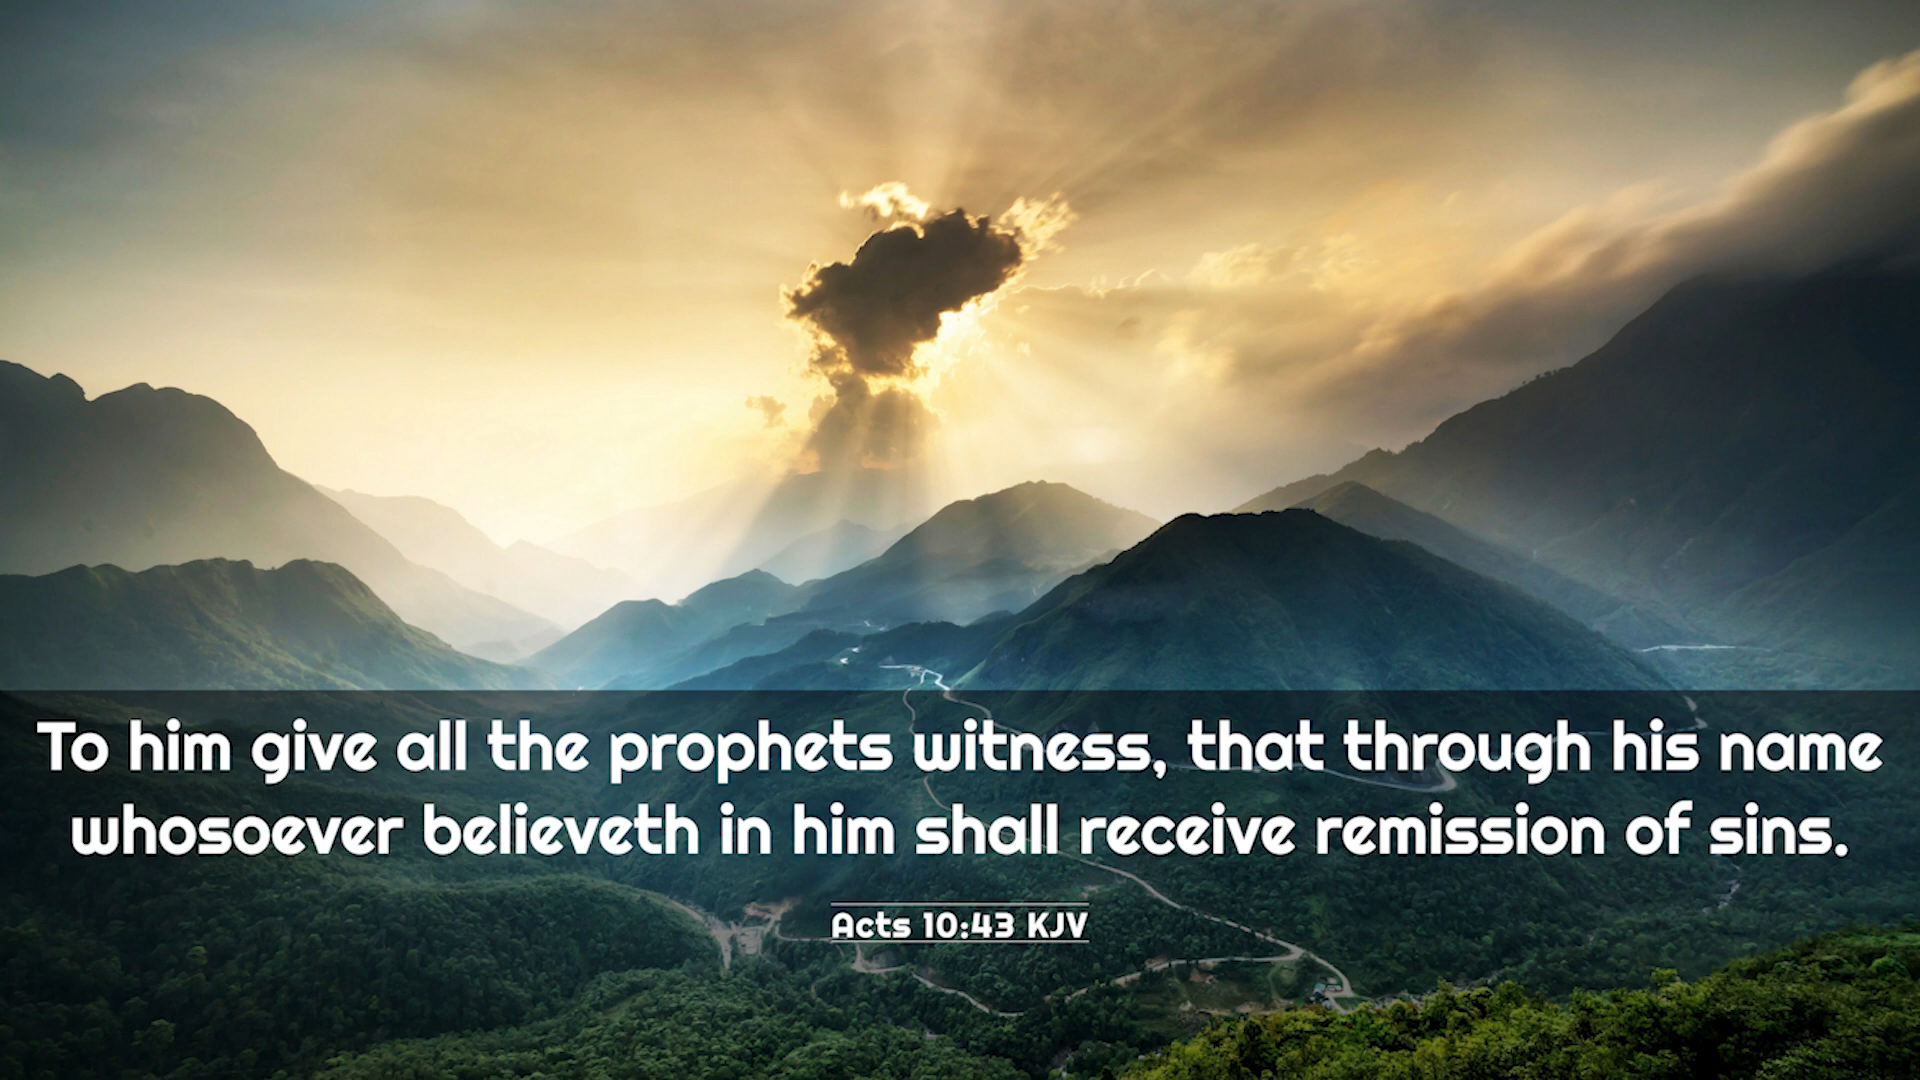 To him give all the prophets witness, that through his name
whosoever believeth in him shall receive remission of sins.
Acts 10:43 KJV